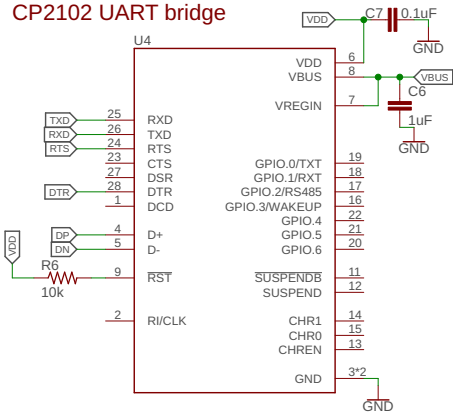 CP2102 UART bridge
VDD
C7
0.1uF
GND
U4
VDD
6
VBUS
8
VBUS
VREGIN
7
C6
1uF
GND
TXD
25
RXD
RXD
26
TXD
RTS
24
RTS
23
CTS
27
DSR
DTR
28
DTR
1
DCD
GPIO.0/TXT
19
GPIO.1/RXT
18
GPIO.2/RS485
17
GPIO.3/WAKEUP
16
GPIO.4
22
GPIO.5
21
GPIO.6
20
DP
4
D+
DN
5
D-
VDD
R6
10k
9
RST
SUSPENDB
11
SUSPEND
12
2
RI/CLK
CHR1
14
CHR0
15
CHREN
13
GND
3*2
GND